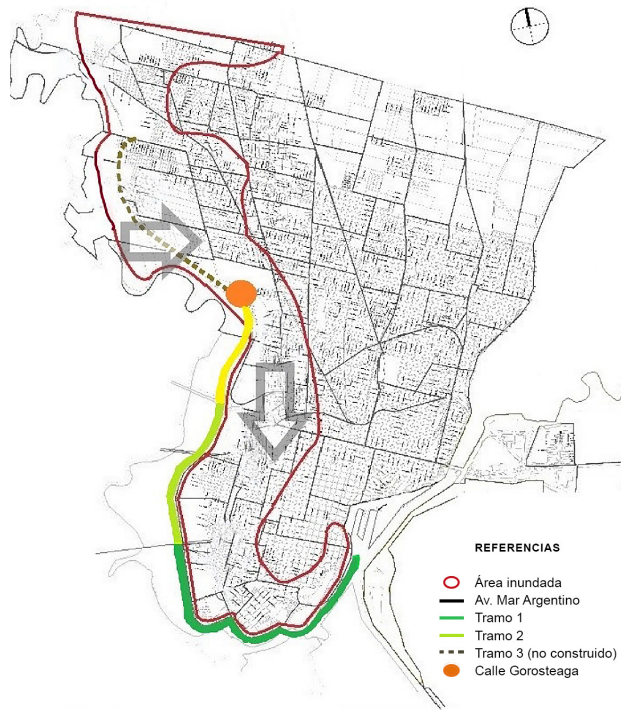 REFERENCIAS
Área inundada
Av. Mar Argentino
Tramo 1
Tramo 2
Tramo 3 (no construido)
Calle Gorosteaga